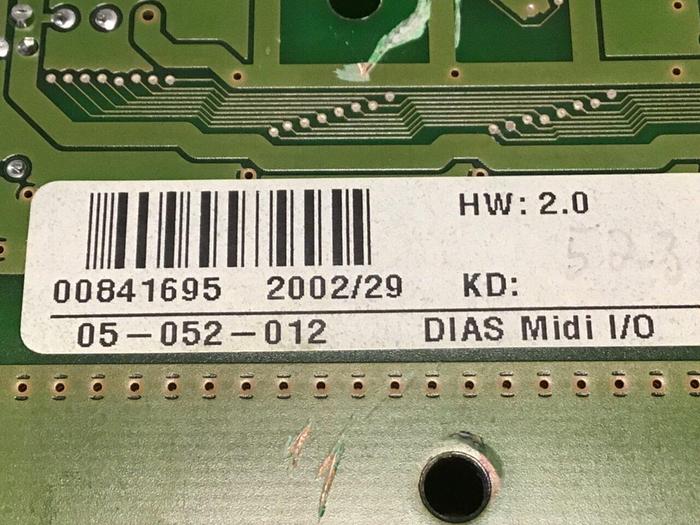 HW: 2.0
00841695 2002/29 KD:
05-052-012 DIAS Midi I/O